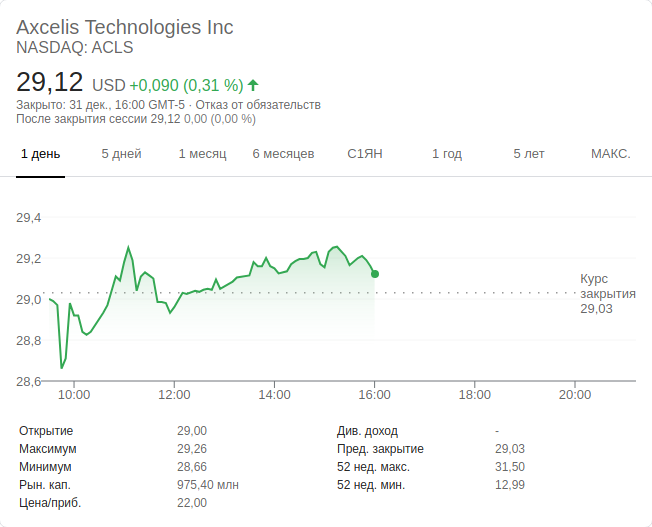 Axcelis Technologies Inc
NASDAQ: ACLS
29,12 USD +0,090 (0,31 %)
Закрыто: 31 дек., 16:00 GMT-5 · Отказ от обязательств
После закрытия сессии 29,12 0,00 (0,00 %)
1 день 5 дней 1 месяц 6 месяцев С1ЯН 1 год 5 лет МАКС.
29,4
29,2
29,0
28,8
28,6
Курс
закрытия
29,03
10:00 12:00 14:00 16:00 18:00 20:00
Открытие 29,00
Максимум 29,26
Минимум 28,66
Рын. кап. 975,40 млн
Цена/приб. 22,00
Див. доход -
Пред. закрытие 29,03
52 нед. макс. 31,50
52 нед. мин. 12,99